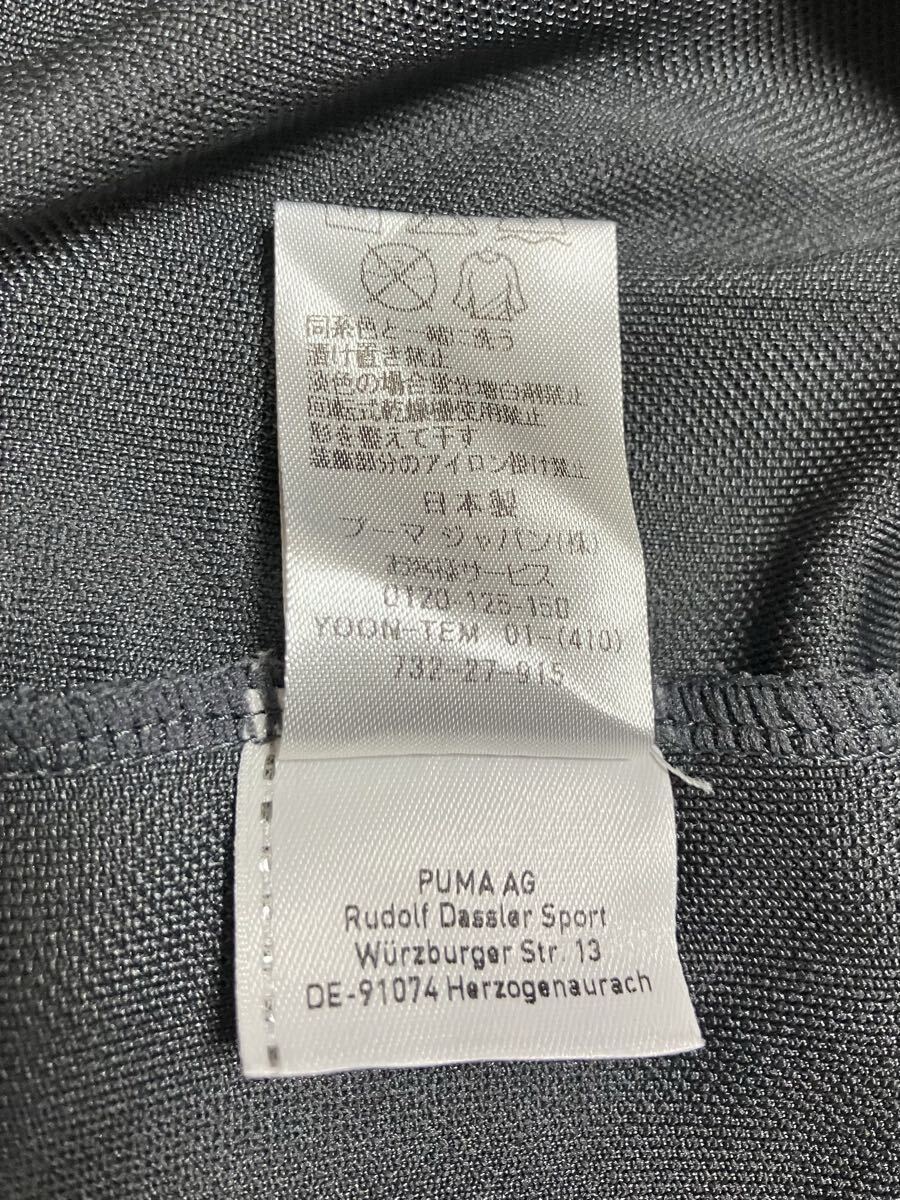 同系色と一緒に洗う
漬け置き禁止
淡色の場合蛍光増白剤禁止
回転式乾燥機使用禁止
形を整えて干す
装飾部分のアイロン掛け禁止
日本製
プーマ ジャパン(株)
お客様サービス
0120-125-150
YOON-TEM 01-(410)
732-27-915
PUMA AG
Rudolf Dassler Sport
Würzburger Str. 13
DE-91074 Herzogenaurach